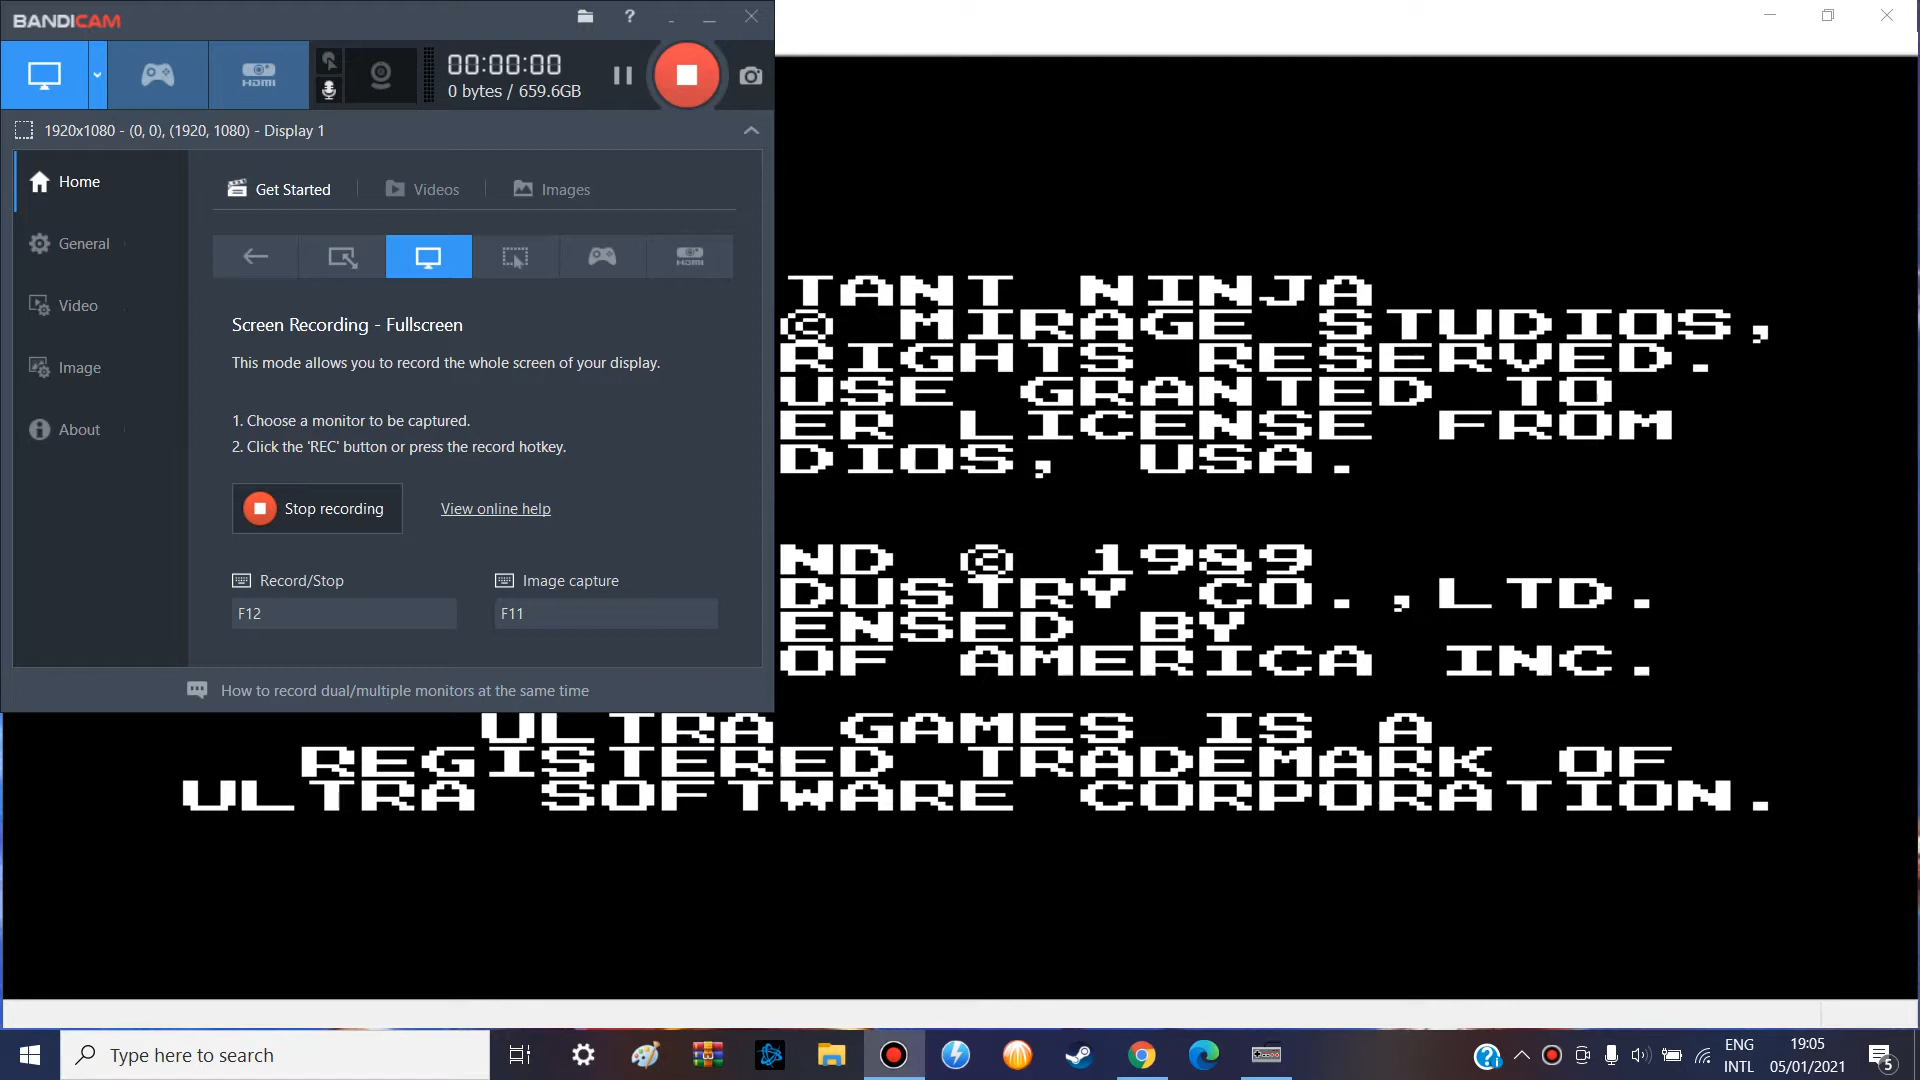 BANDICAM
?
HDMI
00:00:00
0 bytes / 659.6GB
1920x1080 - (0, 0), (1920, 1080) - Display 1
Home
General
Video
Image
About
Get Started
Videos
Images
HDMI
Screen Recording - Fullscreen
This mode allows you to record the whole screen of your display.
1. Choose a monitor to be captured.
2. Click the 'REC' button or press the record hotkey.
Stop recording
View online help
Record/Stop
Image capture
F12
F11
How to record dual/multiple monitors at the same time
TANT NINJA
© MIRAGE STUDIOS,
RIGHTS RESERVED.
USE GRANTED TO
ER LICENSE FROM
DIOS, USA.
ND © 1989
DUSTRY CO.,LTD.
ENSED BY
OF AMERICA INC.
ULTRA GAMES IS A
REGISTERED TRADEMARK OF
ULTRA SOFTWARE CORPORATION.
Type here to search
ENG
INTL
19:05
05/01/2021
5